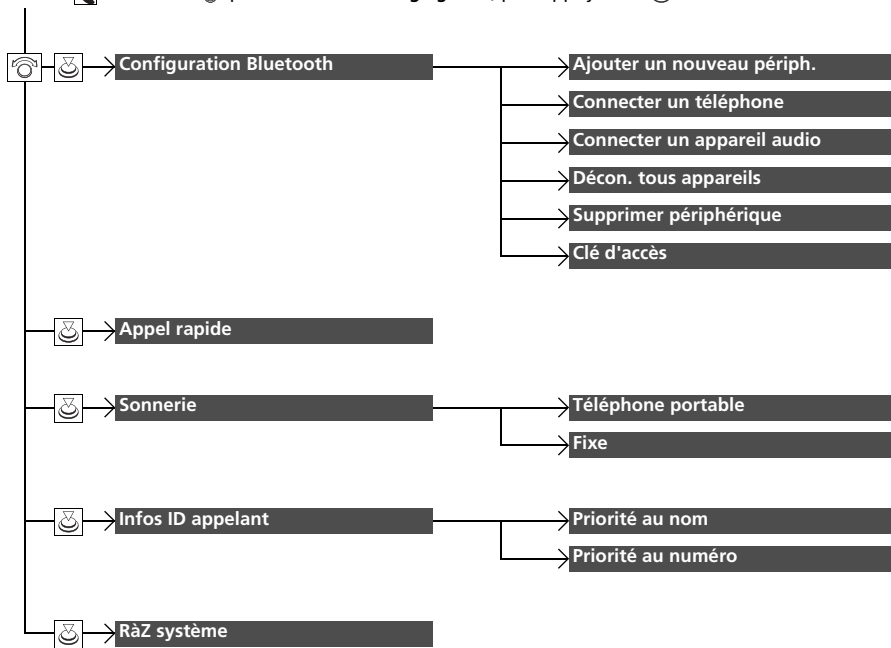 Configuration Bluetooth
Ajouter un nouveau périph.
Connecter un téléphone
Connecter un appareil audio
Décon. tous appareils
Supprimer périphérique
Clé d'accès
Appel rapide
Sonnerie
Téléphone portable
Fixe
Infos ID appelant
Priorité au nom
Priorité au numéro
RàZ système